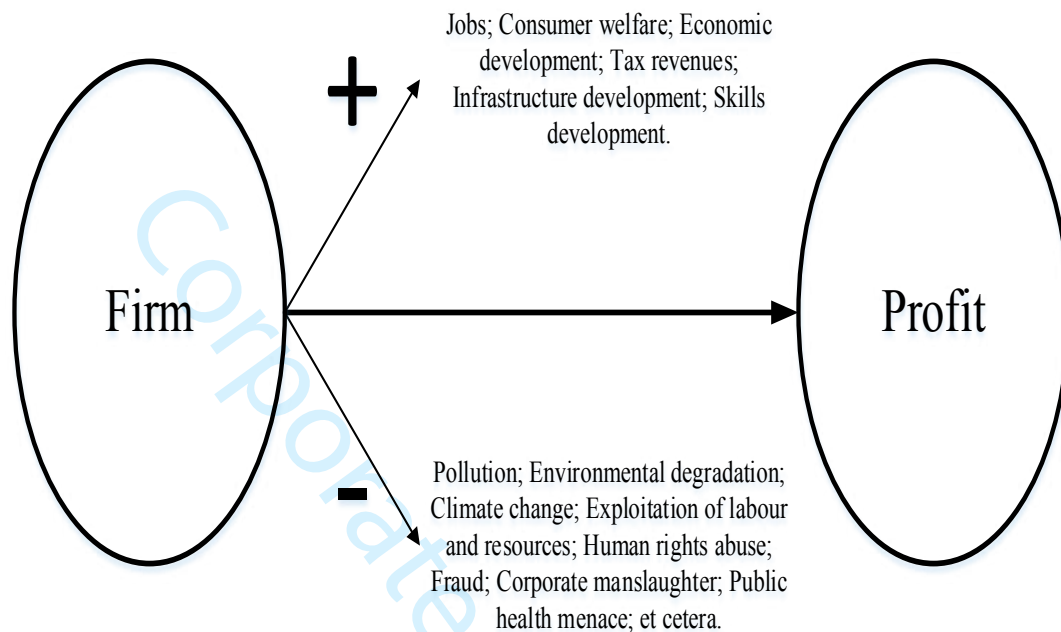 Jobs; Consumer welfare; Economic
development; Tax revenues;
Infrastructure development; Skills
development.
+
Firm
Profit
-
Pollution; Environmental degradation;
Climate change; Exploitation of labour
and resources; Human rights abuse;
Fraud; Corporate manslaughter; Public
health menace; et cetera.
Corporate